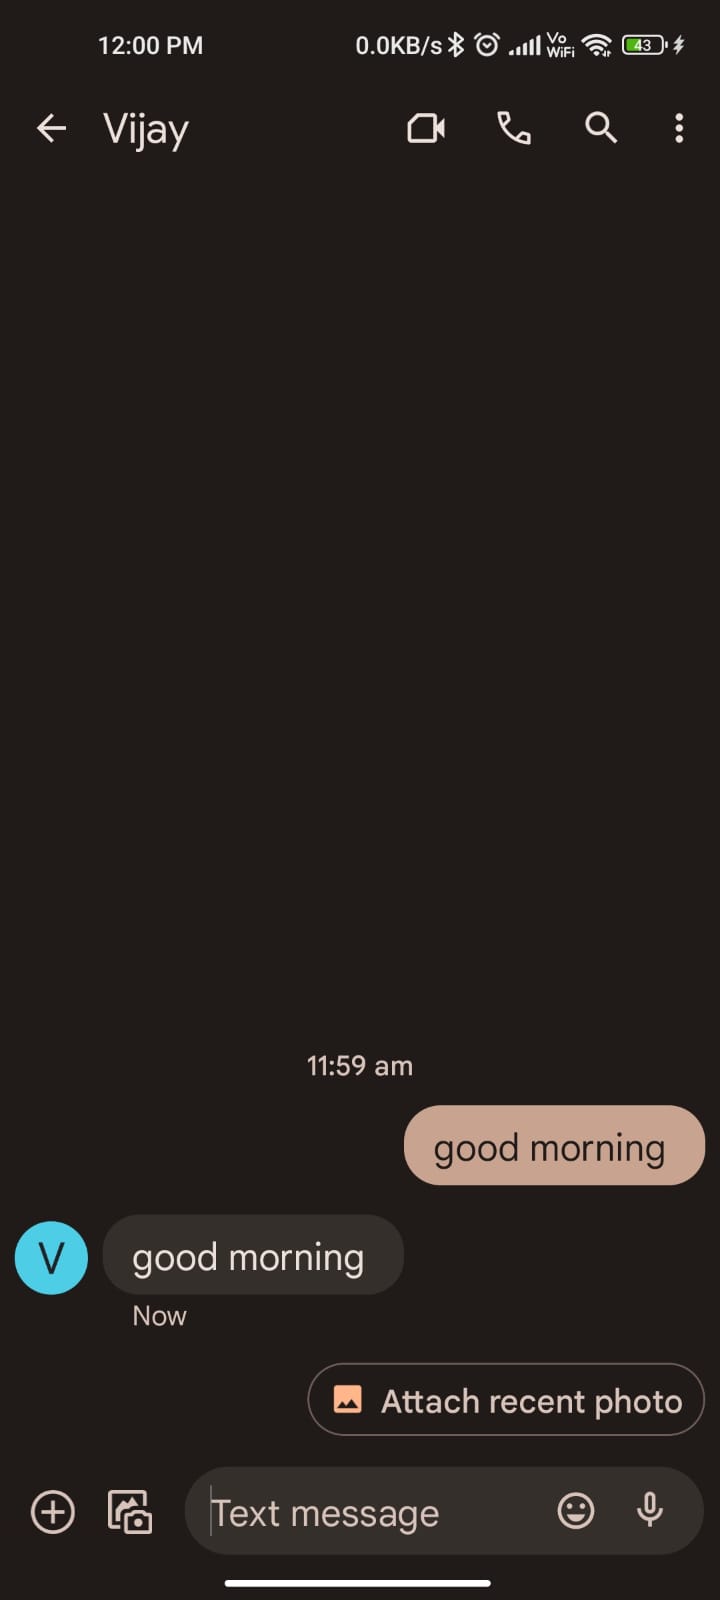 12:00 PM 0.0KB/s Vo WiFi 43
Vijay
11:59 am
good morning
V good morning
Now
Attach recent photo
Text message